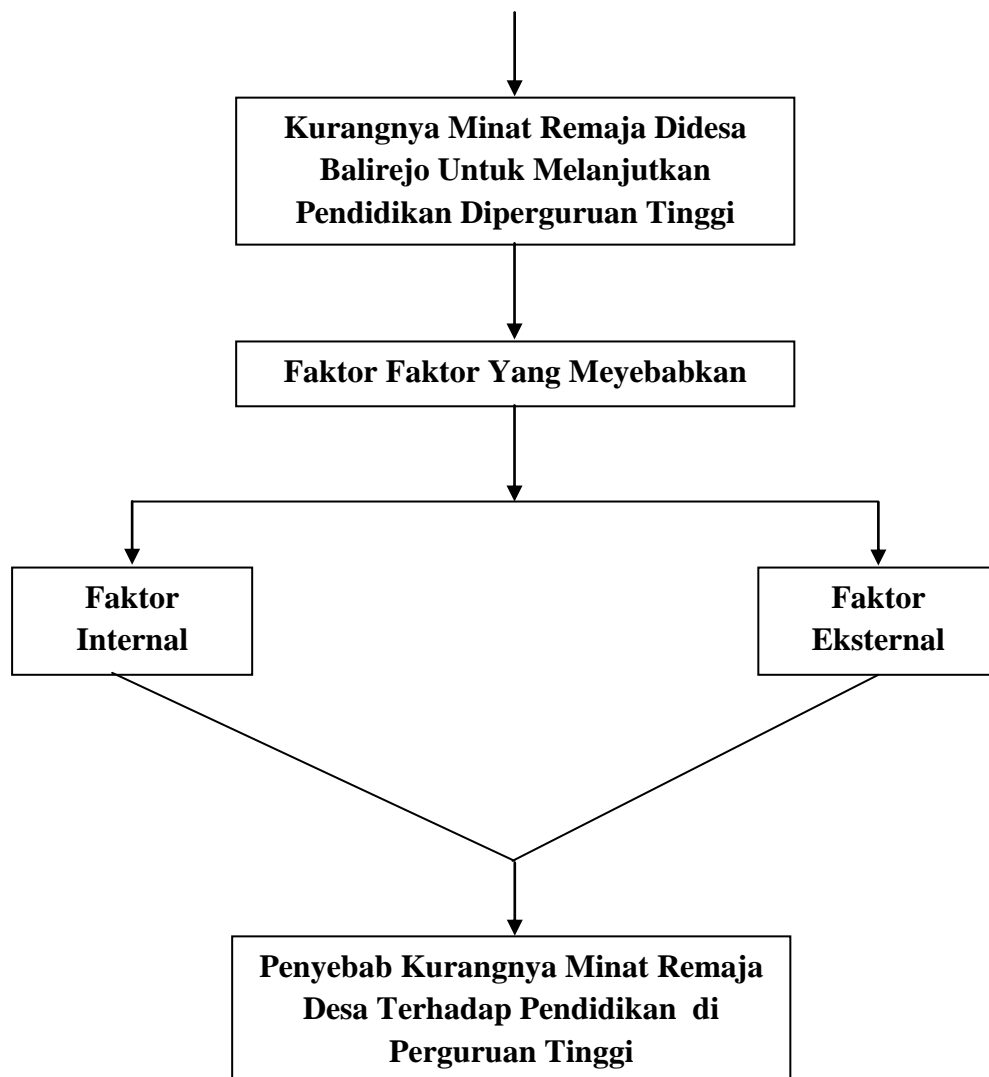 Kurangnya Minat Remaja Didesa
Balirejo Untuk Melanjutkan
Pendidikan Diperguruan Tinggi
Faktor Faktor Yang Meyebabkan
Faktor
Internal
Faktor
Eksternal
Penyebab Kurangnya Minat Remaja
Desa Terhadap Pendidikan  di
Perguruan Tinggi